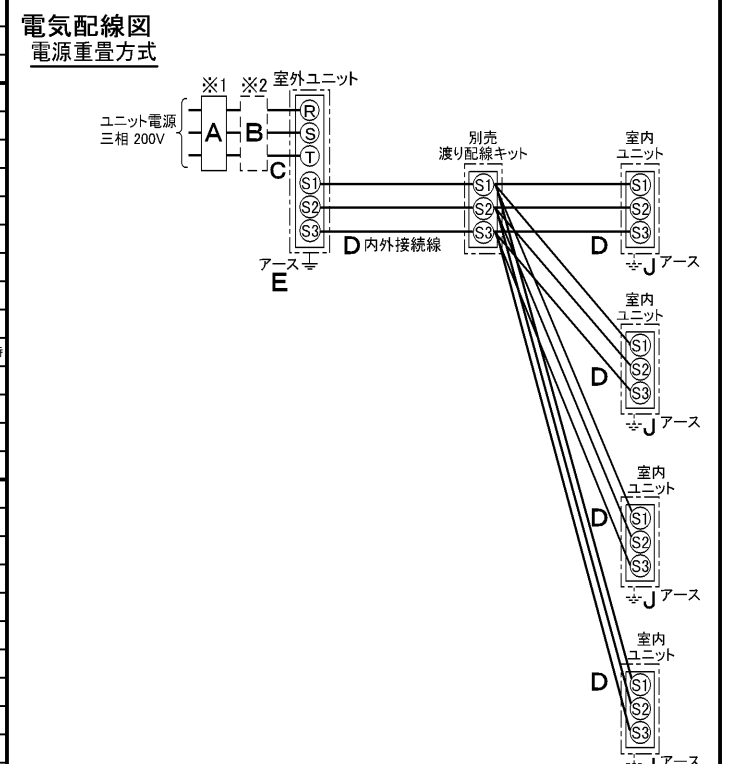 電気配線図
電源重畳方式
※1 ※2 室外ユニット
ユニット電源
三相 200V
A
B
C
R
S
T
S1
S2
S3
アース
E
D 内外接続線
別売
渡り配線キット
S1
S2
S3
室内
ユニット
S1
S2
S3
D
J アース
室内
ユニット
S1
S2
S3
D
J アース
室内
ユニット
S1
S2
S3
D
J アース
室内
ユニット
S1
S2
S3
D
アース